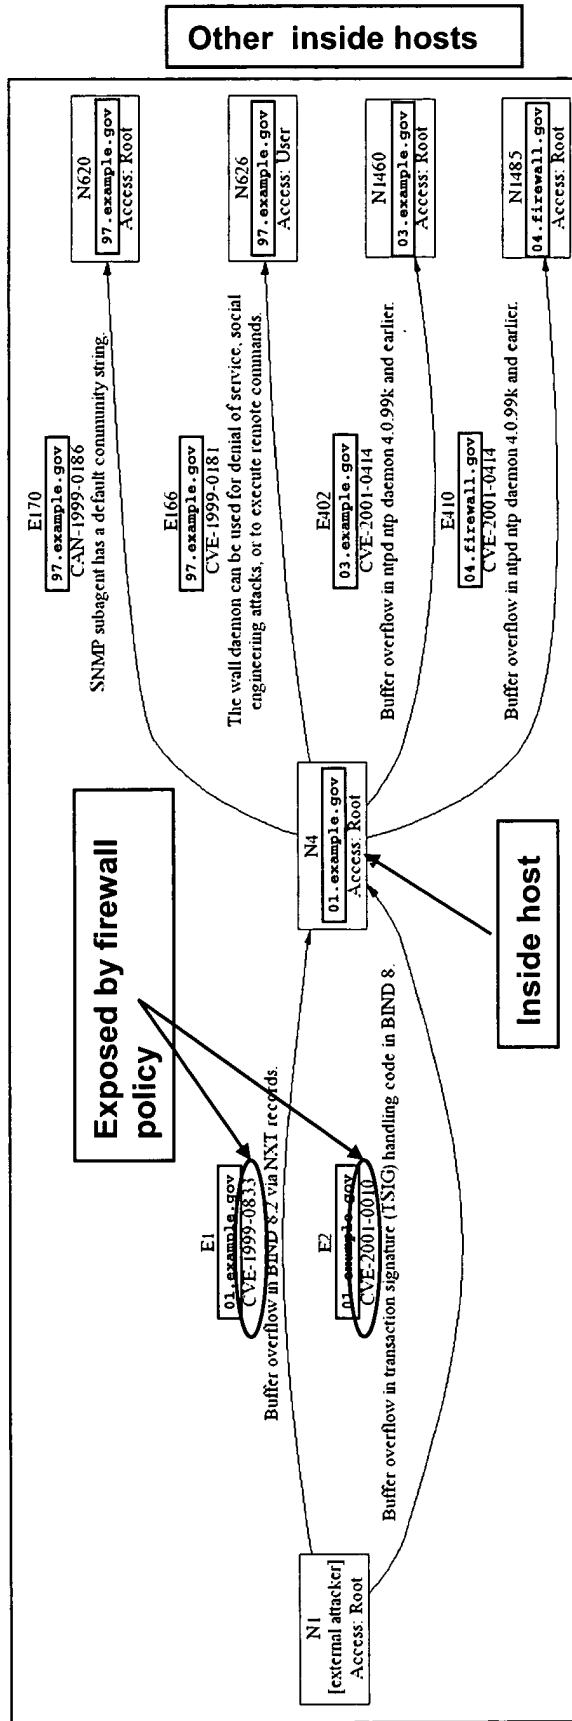 Other inside hosts
Exposed by firewall
policy
Inside host
N1
[external attacker]
Access: Root
E1
01.example.gov
CVE-1999-0833
Buffer overflow in BIND 8.2 via NXT records.
E2
01.example.gov
CVE-2001-0010
Buffer overflow in transaction signature (TSIG) handling code in BIND 8.
N4
01.example.gov
Access: Root
E170
97.example.gov
CAN-1999-0186
SNMP subagent has a default community string.
E166
97.example.gov
CVE-1999-0181
The wall daemon can be used for denial of service, social
engineering attacks, or to execute remote commands.
E402
03.example.gov
CVE-2001-0414
Buffer overflow in ntpd ntp daemon 4.0.99k and earlier.
E410
04.firewall.gov
CVE-2001-0414
Buffer overflow in ntpd ntp daemon 4.0.99k and earlier.
N620
97.example.gov
Access: Root
N626
97.example.gov
Access: User
N1460
03.example.gov
Access: Root
N1485
04.firewall.gov
Access: Root